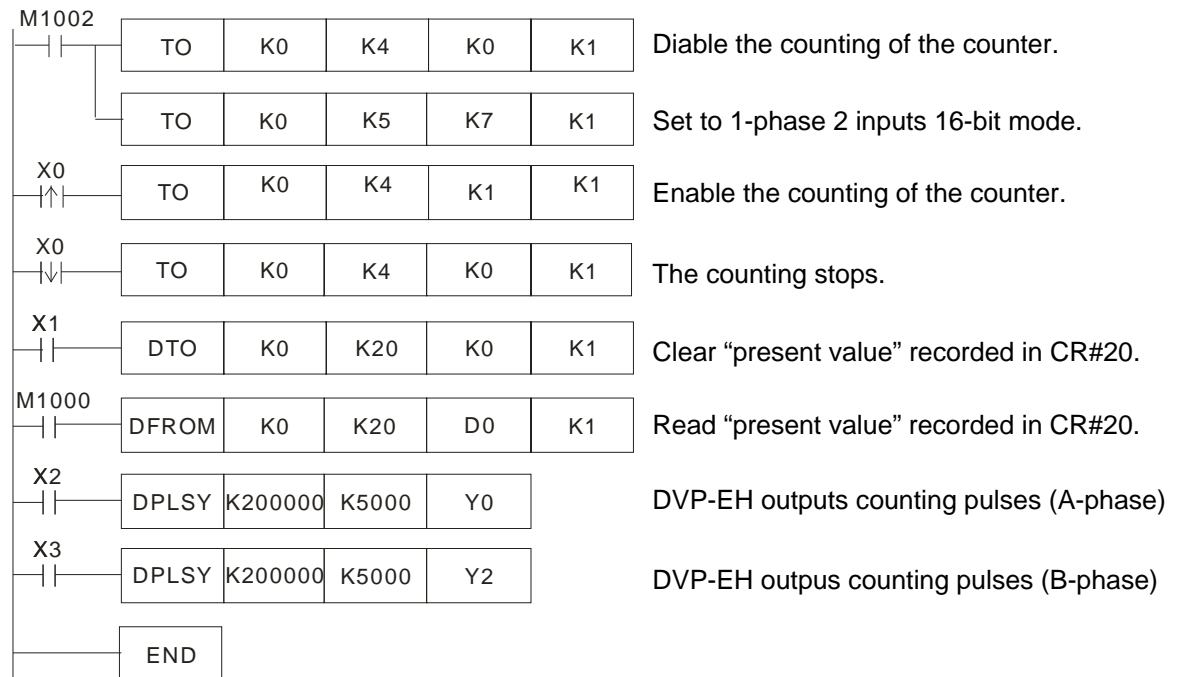 M1002
TO K0 K4 K0 K1 Diable the counting of the counter.
TO K0 K5 K7 K1 Set to 1-phase 2 inputs 16-bit mode.
X0
TO K0 K4 K1 K1 Enable the counting of the counter.
X0
TO K0 K4 K0 K1 The counting stops.
X1
DTO K0 K20 K0 K1 Clear “present value” recorded in CR#20.
M1000
DFROM K0 K20 D0 K1 Read “present value” recorded in CR#20.
X2
DPLSY K200000 K5000 Y0 DVP-EH outputs counting pulses (A-phase)
X3
DPLSY K200000 K5000 Y2 DVP-EH outpus counting pulses (B-phase)
END